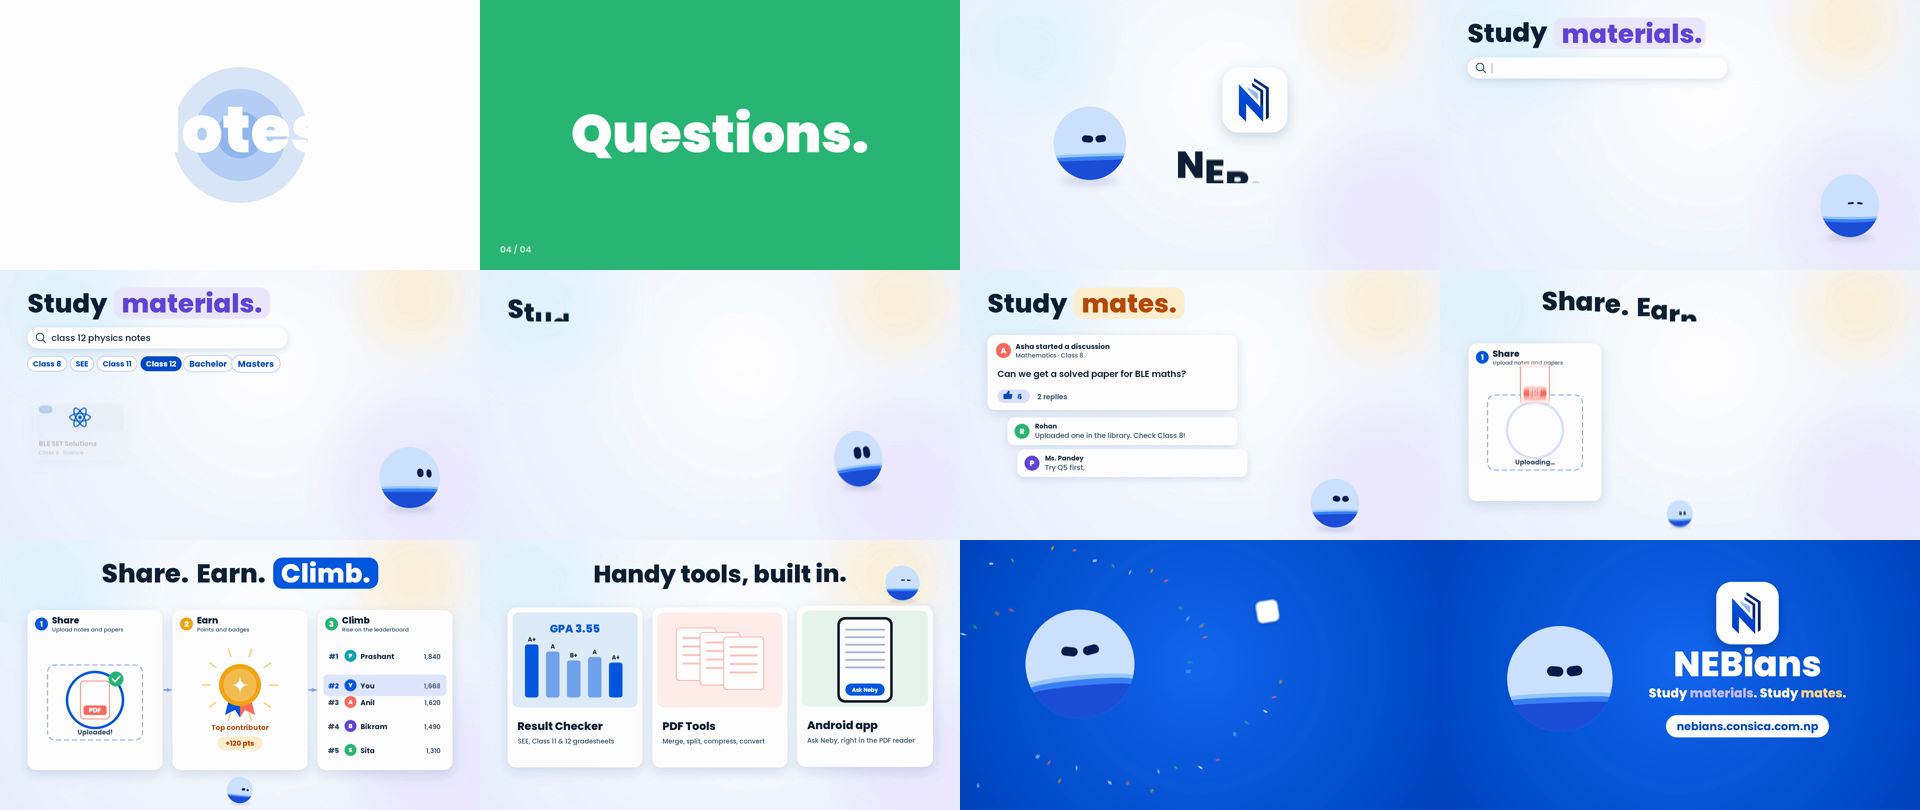 otes
Questions.
04 / 04
NEB
Study materials.
Study materials.
class 12 physics notes
Class 8
SEE
Class 11
Class 12
Bachelor
Masters
BLE SET Solutions
Class 8 · Science
Stud
Study mates.
A
Asha started a discussion
Mathematics · Class 8
Can we get a solved paper for BLE maths?
2 replies
R
Rohan
Uploaded one in the library. Check Class 8!
P
Ms. Pandey
Try Q5 first,
Share. Earn
1
Share
Upload notes and papers
Uploading...
Share. Earn. Climb.
1
Share
Upload notes and papers
PDF
Uploaded!
2
Earn
Points and badges
Top contributor
+120 pts
3
Climb
Rise on the leaderboard
#1 P Prashant 1,840
#2 Y You
#3 A Anil 1,620
#4 B Bikram 1,490
#5 S Sita 1,310
Handy tools, built in.
GPA 3.55
A+
A
B+
A
A+
Result Checker
SEE, Class 11 & 12 gradesheets
PDF Tools
Merge, split, compress, convert
Ask Neby
Android app
Ask Neby, right in the PDF reader
NEBians
Study materials. Study mates.
nebians.consica.com.np